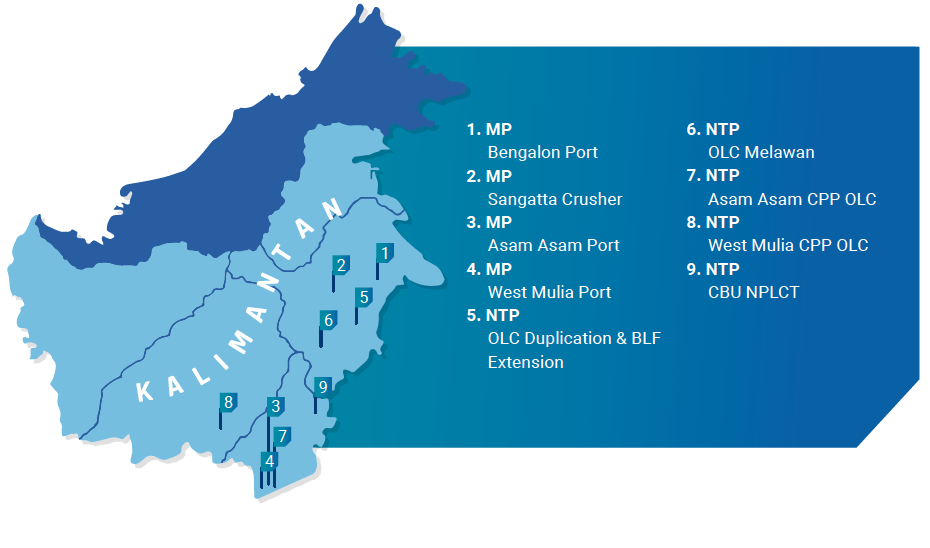 KALIMANTAN
1
2
5
6
9
8
3
7
4
1. MP
Bengalon Port
2. MP
Sangatta Crusher
3. MP
Asam Asam Port
4. MP
West Mulia Port
5. NTP
OLC Duplication & BLF
Extension
6. NTP
OLC Melawan
7. NTP
Asam Asam CPP OLC
8. NTP
West Mulia CPP OLC
9. NTP
CBU NPLCT